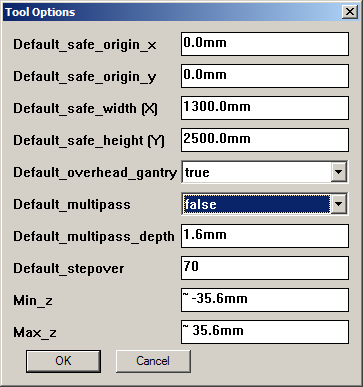 Tool Options
Default_safe_origin_x 0.0mm
Default_safe_origin_y 0.0mm
Default_safe_width (X) 1300.0mm
Default_safe_height (Y) 2500.0mm
Default_overhead_gantry true
Default_multipass false
Default_multipass_depth 1.6mm
Default_stepover 70
Min_z ~ -35.6mm
Max_z ~ 35.6mm
OK Cancel